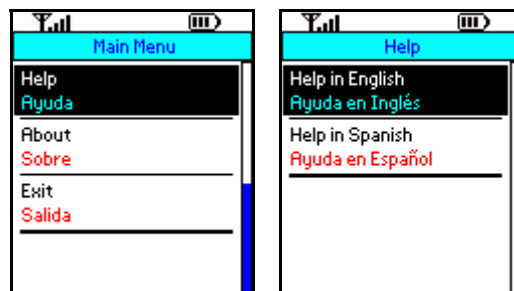 Main Menu
Help
Ayuda
About
Sobre
Exit
Salida
Help
Help in English
Ayuda en Inglés
Help in Spanish
Ayuda en Español